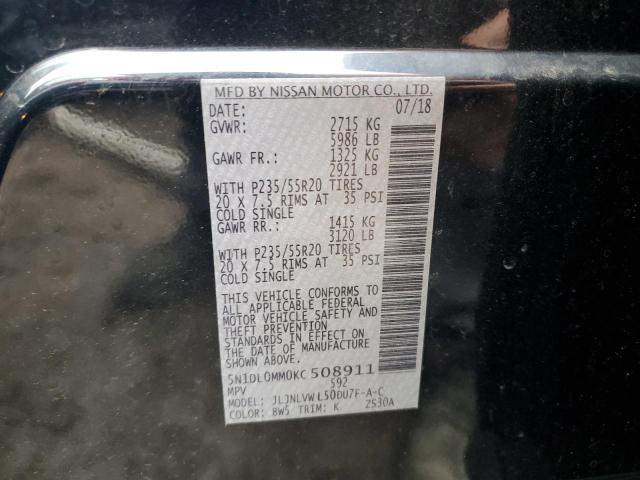 MFD BY NISSAN MOTOR CO., LTD.
DATE: 07/18
GVWR: 2715 KG
5986 LB
GAWR FR.: 1325 KG
2921 LB
WITH P235/55R20 TIRES
20 X 7.5 RIMS AT 35 PSI
COLD SINGLE
GAWR RR.: 1415 KG
3120 LB
WITH P235/55R20 TIRES
20 X 7.5 RIMS AT 35 PSI
COLD SINGLE
THIS VEHICLE CONFORMS TO
ALL APPLICABLE FEDERAL
MOTOR VEHICLE SAFETY AND
THEFT PREVENTION
STANDARDS IN EFFECT ON THE
DATE OF MANUFACTURE SHOWN
ABOVE.
5N1DL0MM0KC508911
MPV 592
MODEL: JLJNLVWL50DU7F-A-C
COLOR: BW5 TRIM: K ZS30A